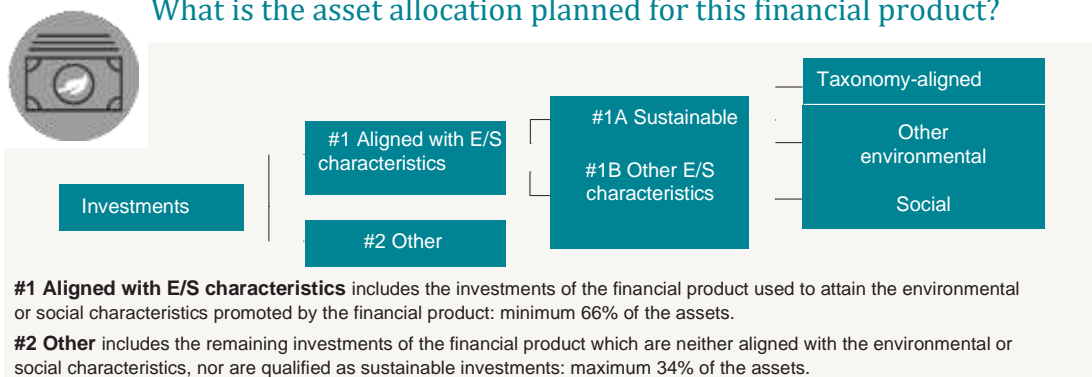 What is the asset allocation planned for this financial product?
Investments
#1 Aligned with E/S
characteristics
#2 Other
#1A Sustainable
#1B Other E/S
characteristics
Taxonomy-aligned
Other
environmental
Social
#1 Aligned with E/S characteristics includes the investments of the financial product used to attain the environmental
or social characteristics promoted by the financial product: minimum 66% of the assets.
#2 Other includes the remaining investments of the financial product which are neither aligned with the environmental or
social characteristics, nor are qualified as sustainable investments: maximum 34% of the assets.